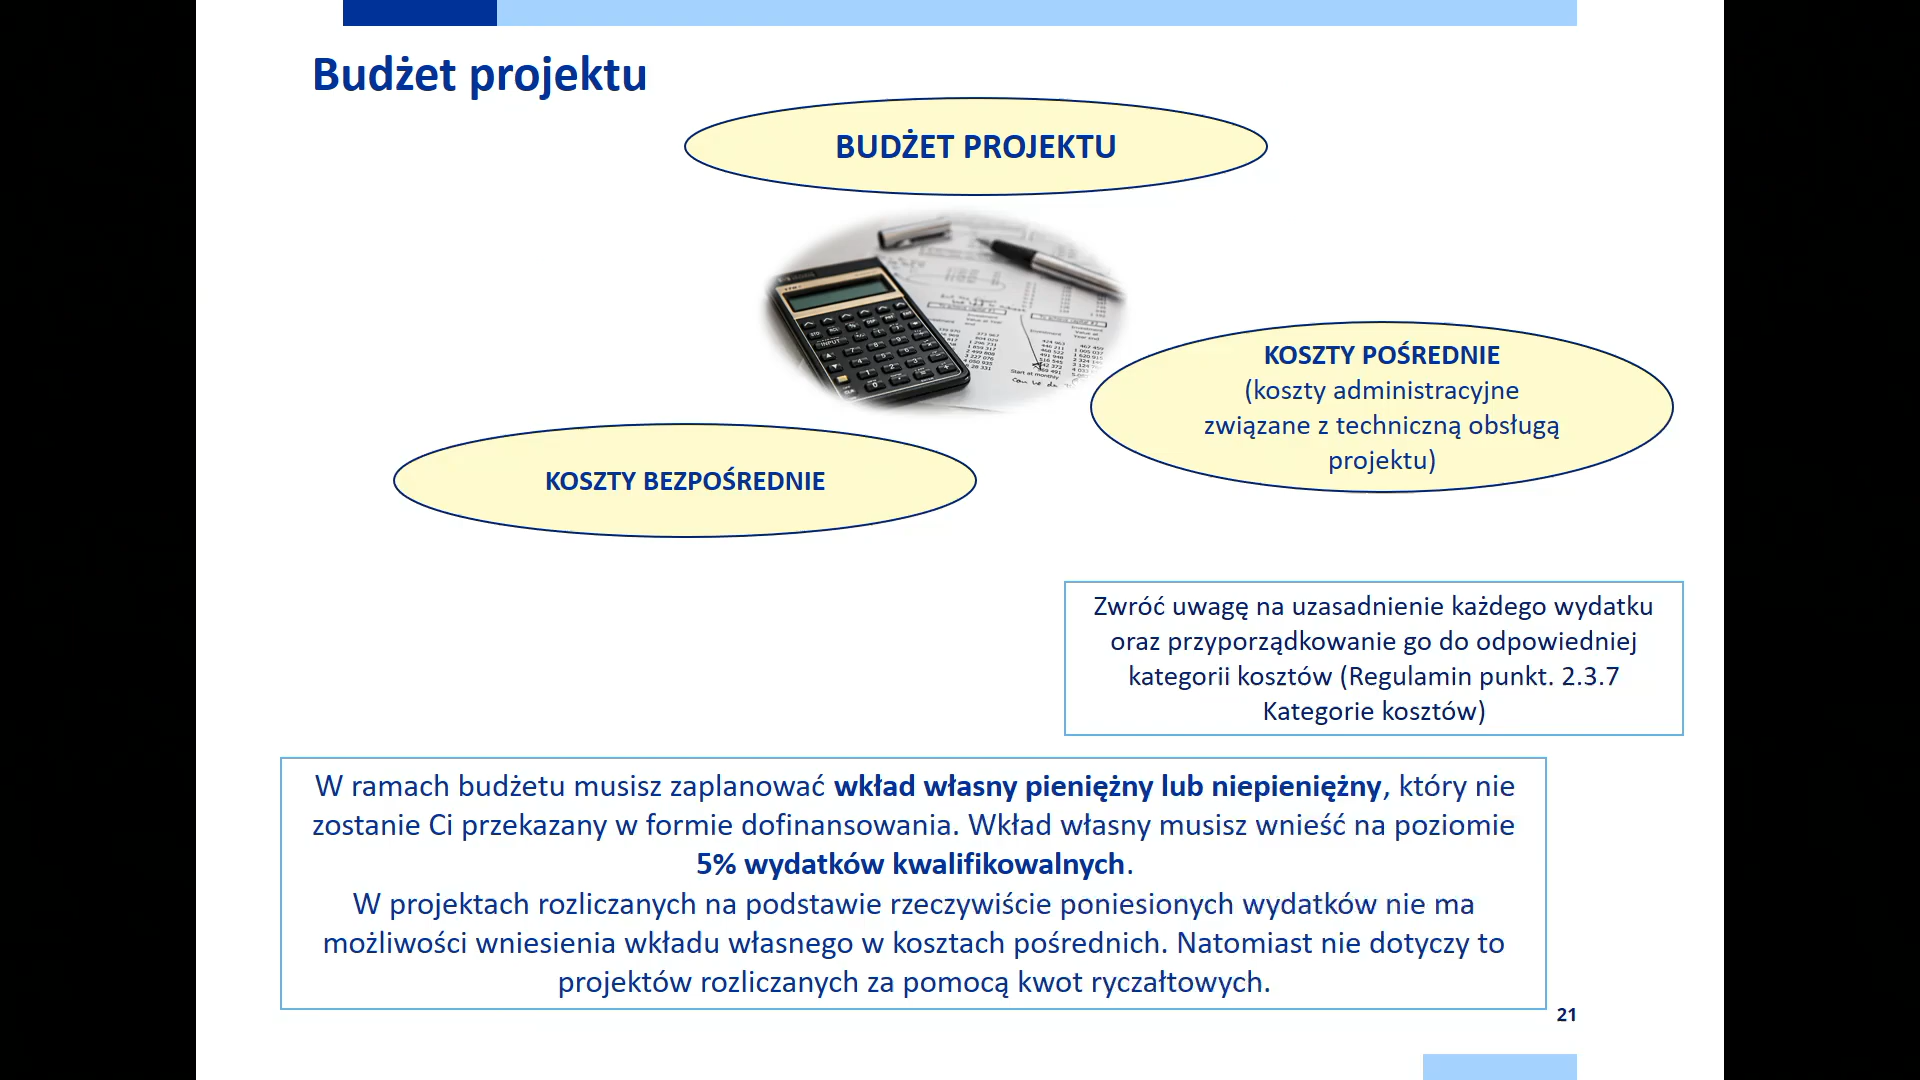 Budżet projektu
BUDŻET PROJEKTU
KOSZTY POŚREDNIE
(koszty administracyjne
związane z techniczną obsługą
projektu)
KOSZTY BEZPOŚREDNIE
Zwróć uwagę na uzasadnienie każdego wydatku
oraz przyporządkowanie go do odpowiedniej
kategorii kosztów (Regulamin punkt. 2.3.7
Kategorie kosztów)
W ramach budżetu musisz zaplanować wkład własny pieniężny lub niepieniężny, który nie
zostanie Ci przekazany w formie dofinansowania. Wkład własny musisz wnieść na poziomie
5% wydatków kwalifikowalnych.
W projektach rozliczanych na podstawie rzeczywiście poniesionych wydatków nie ma
możliwości wniesienia wkładu własnego w kosztach pośrednich. Natomiast nie dotyczy to
projektów rozliczanych za pomocą kwot ryczałtowych.
21